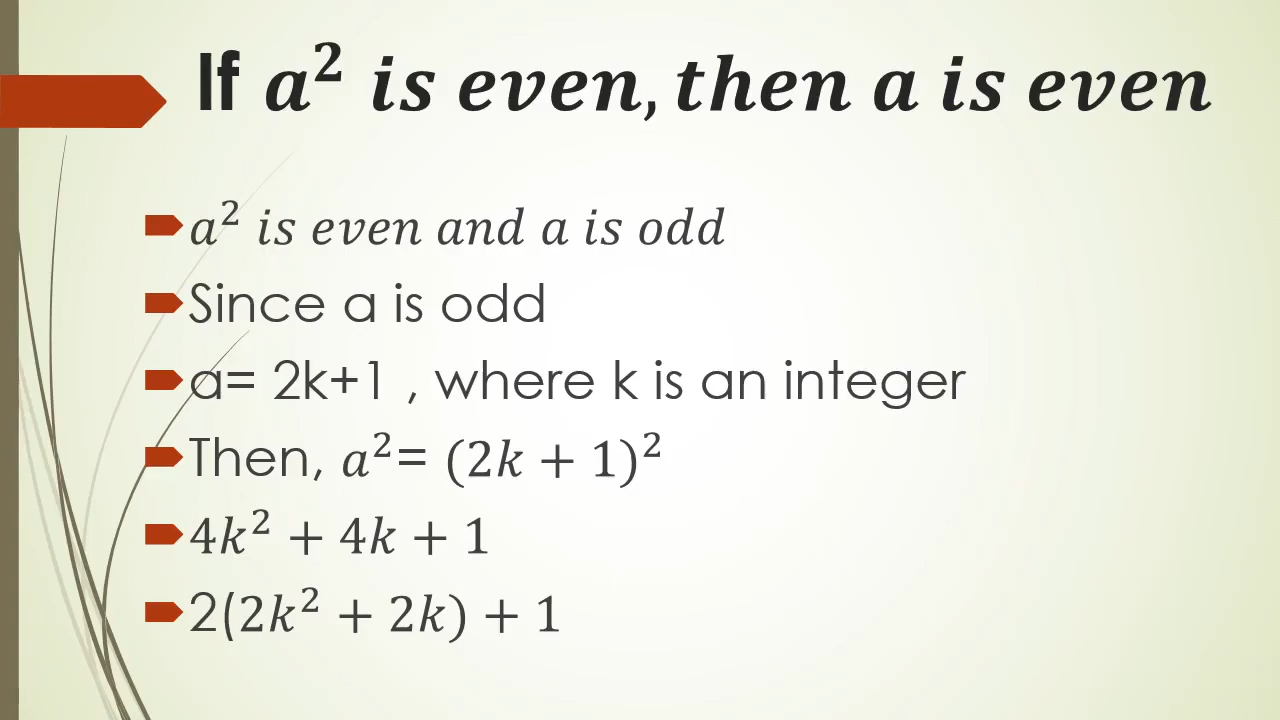 If a² is even, then a is even
a² is even and a is odd
Since a is odd
a= 2k+1 , where k is an integer
Then, a²= (2k + 1)²
4k² + 4k + 1
2(2k² + 2k) + 1